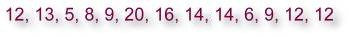 12, 13, 5, 8, 9, 20, 16, 14, 14, 6, 9, 12, 12